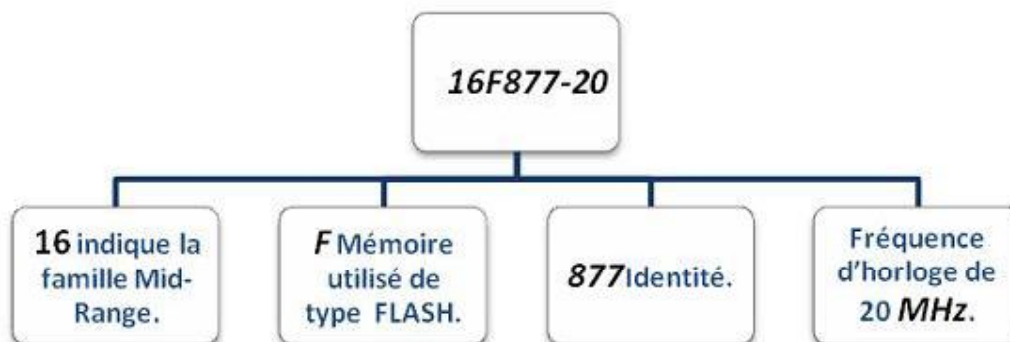 16F877-20
16 indique la
famille Mid-
Range.
F Mémoire
utilisé de
type FLASH.
877Identité.
Fréquence
d'horloge de
20 MHz.